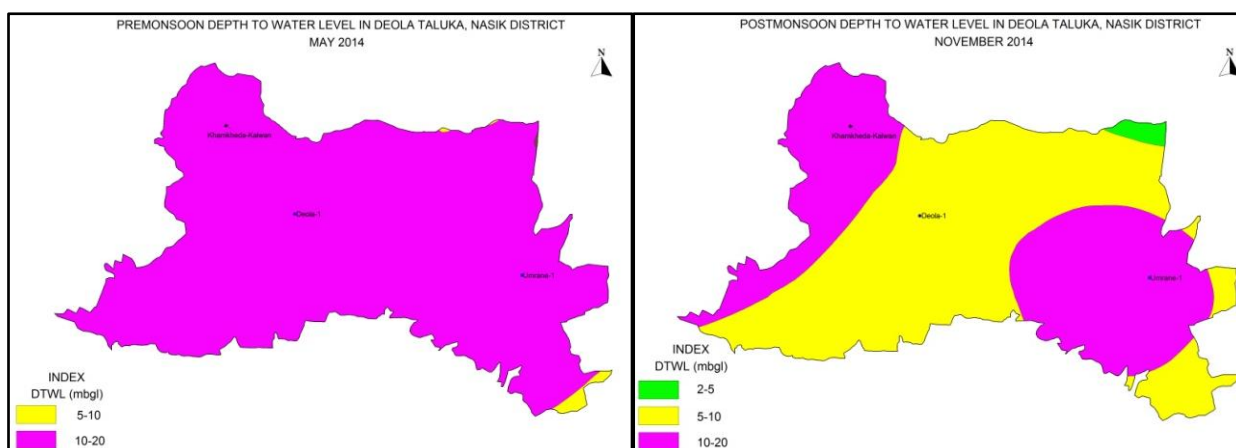 PREMONSOON DEPTH TO WATER LEVEL IN DEOLA TALUKA, NASIK DISTRICT
MAY 2014
N
Khamkheda-Kalwan
Deola-1
Umrane-1
INDEX
DTWL (mbgl)
5-10
10-20
POSTMONSOON DEPTH TO WATER LEVEL IN DEOLA TALUKA, NASIK DISTRICT
NOVEMBER 2014
N
Khamkheda-Kalwan
Deola-1
Umrane-1
INDEX
DTWL (mbgl)
2-5
5-10
10-20